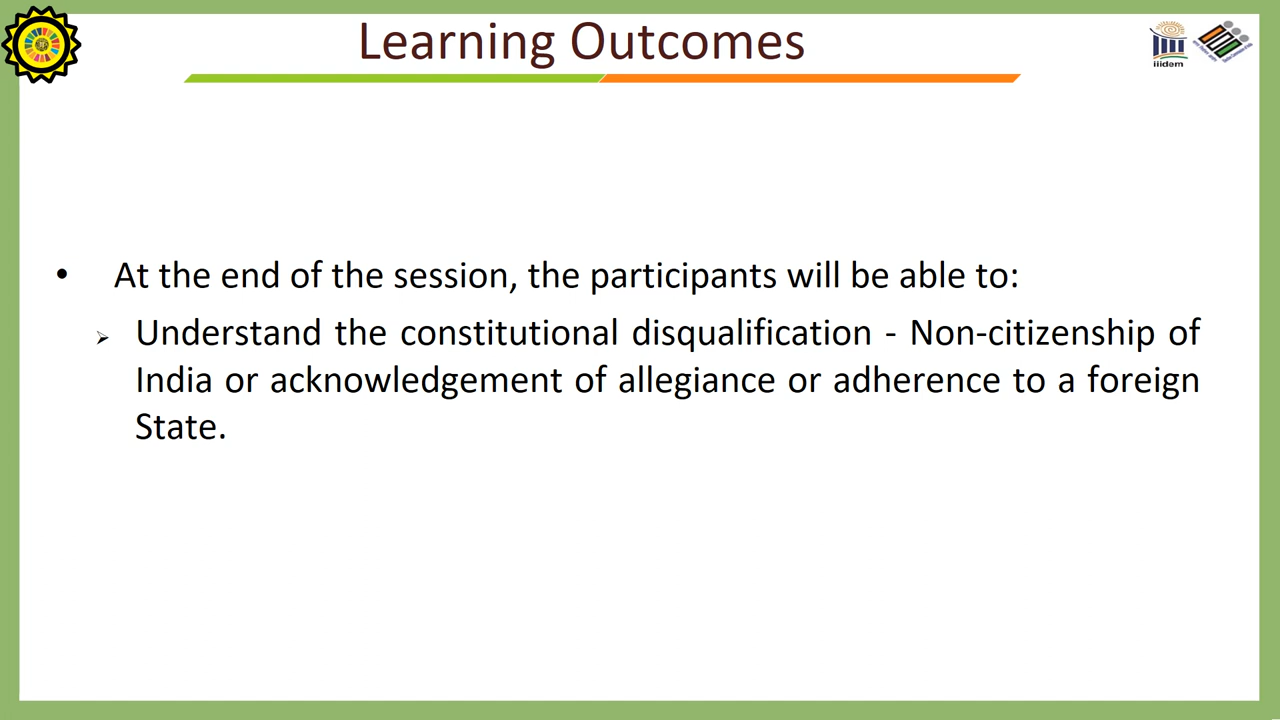 Learning Outcomes
iiidem
• At the end of the session, the participants will be able to:
➢ Understand the constitutional disqualification - Non-citizenship of
India or acknowledgement of allegiance or adherence to a foreign
State.